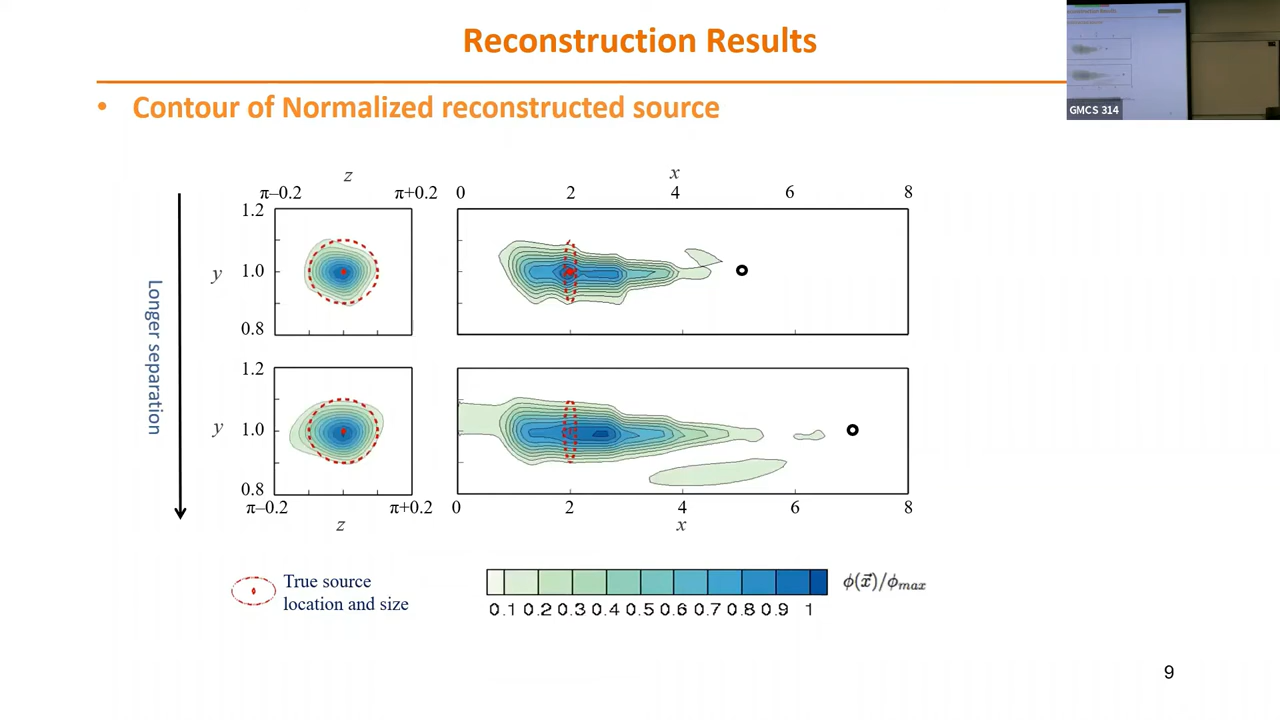 Reconstruction Results
GMCS 314
• Contour of Normalized reconstructed source
z
x
π–0.2
π+0.2
0
2
4
6
8
1.2
y
1.0
0.8
Longer separation
1.2
y
1.0
0.8
π–0.2
π+0.2
0
2
4
6
8
z
x
True source
location and size
ϕ(x⃗)/ϕmax
0.1 0.2 0.3 0.4 0.5 0.6 0.7 0.8 0.9 1
9